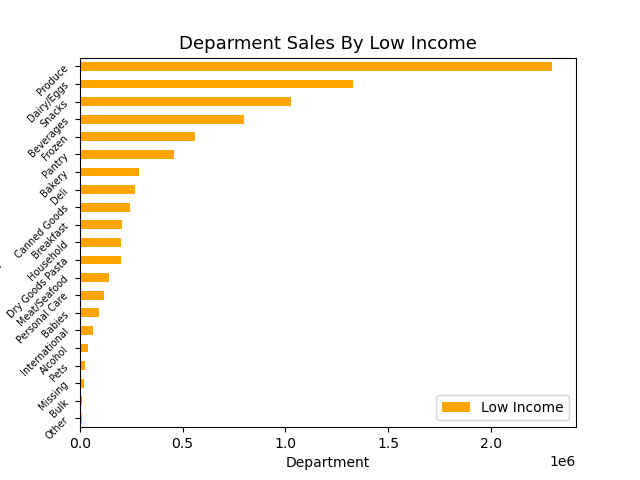 Deparment Sales By Low Income
Produce
Dairy/Eggs
Snacks
Beverages
Frozen
Pantry
Bakery
Deli
Canned Goods
Breakfast
Household
Dry Goods Pasta
Meat/Seafood
Personal Care
Babies
International
Alcohol
Pets
Missing
Bulk
Other
Low Income
0.0 0.5 1.0 1.5 2.0
1e6
Department